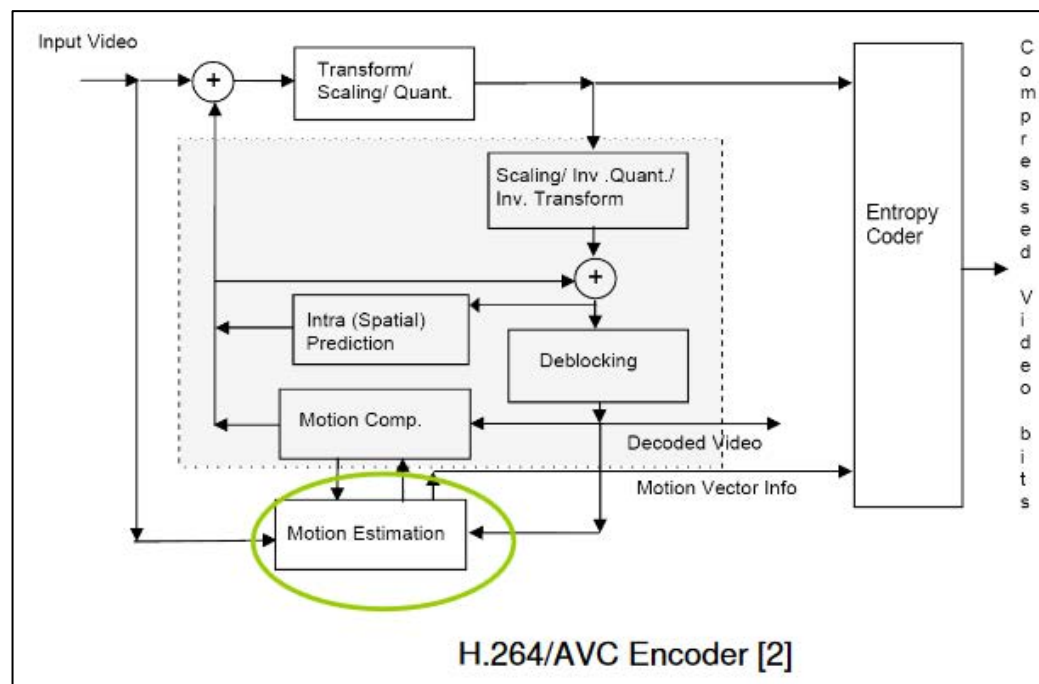 Input Video
Transform/
Scaling/ Quant.
Scaling/ Inv .Quant./
Inv. Transform
Entropy
Coder
Compressed Video bits
+
+
Intra (Spatial)
Prediction
Deblocking
Motion Comp.
Decoded Video
Motion Vector Info
Motion Estimation
H.264/AVC Encoder [2]